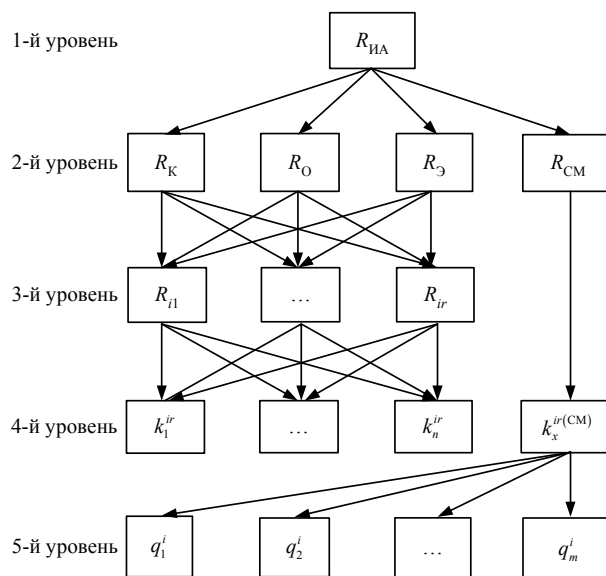 1-й уровень R_ИА
2-й уровень R_К R_О R_Э R_СМ
3-й уровень R_i1 ... R_ir
4-й уровень k_1^ir ... k_n^ir k_x^ir(СМ)
5-й уровень q_1^i q_2^i ... q_m^i